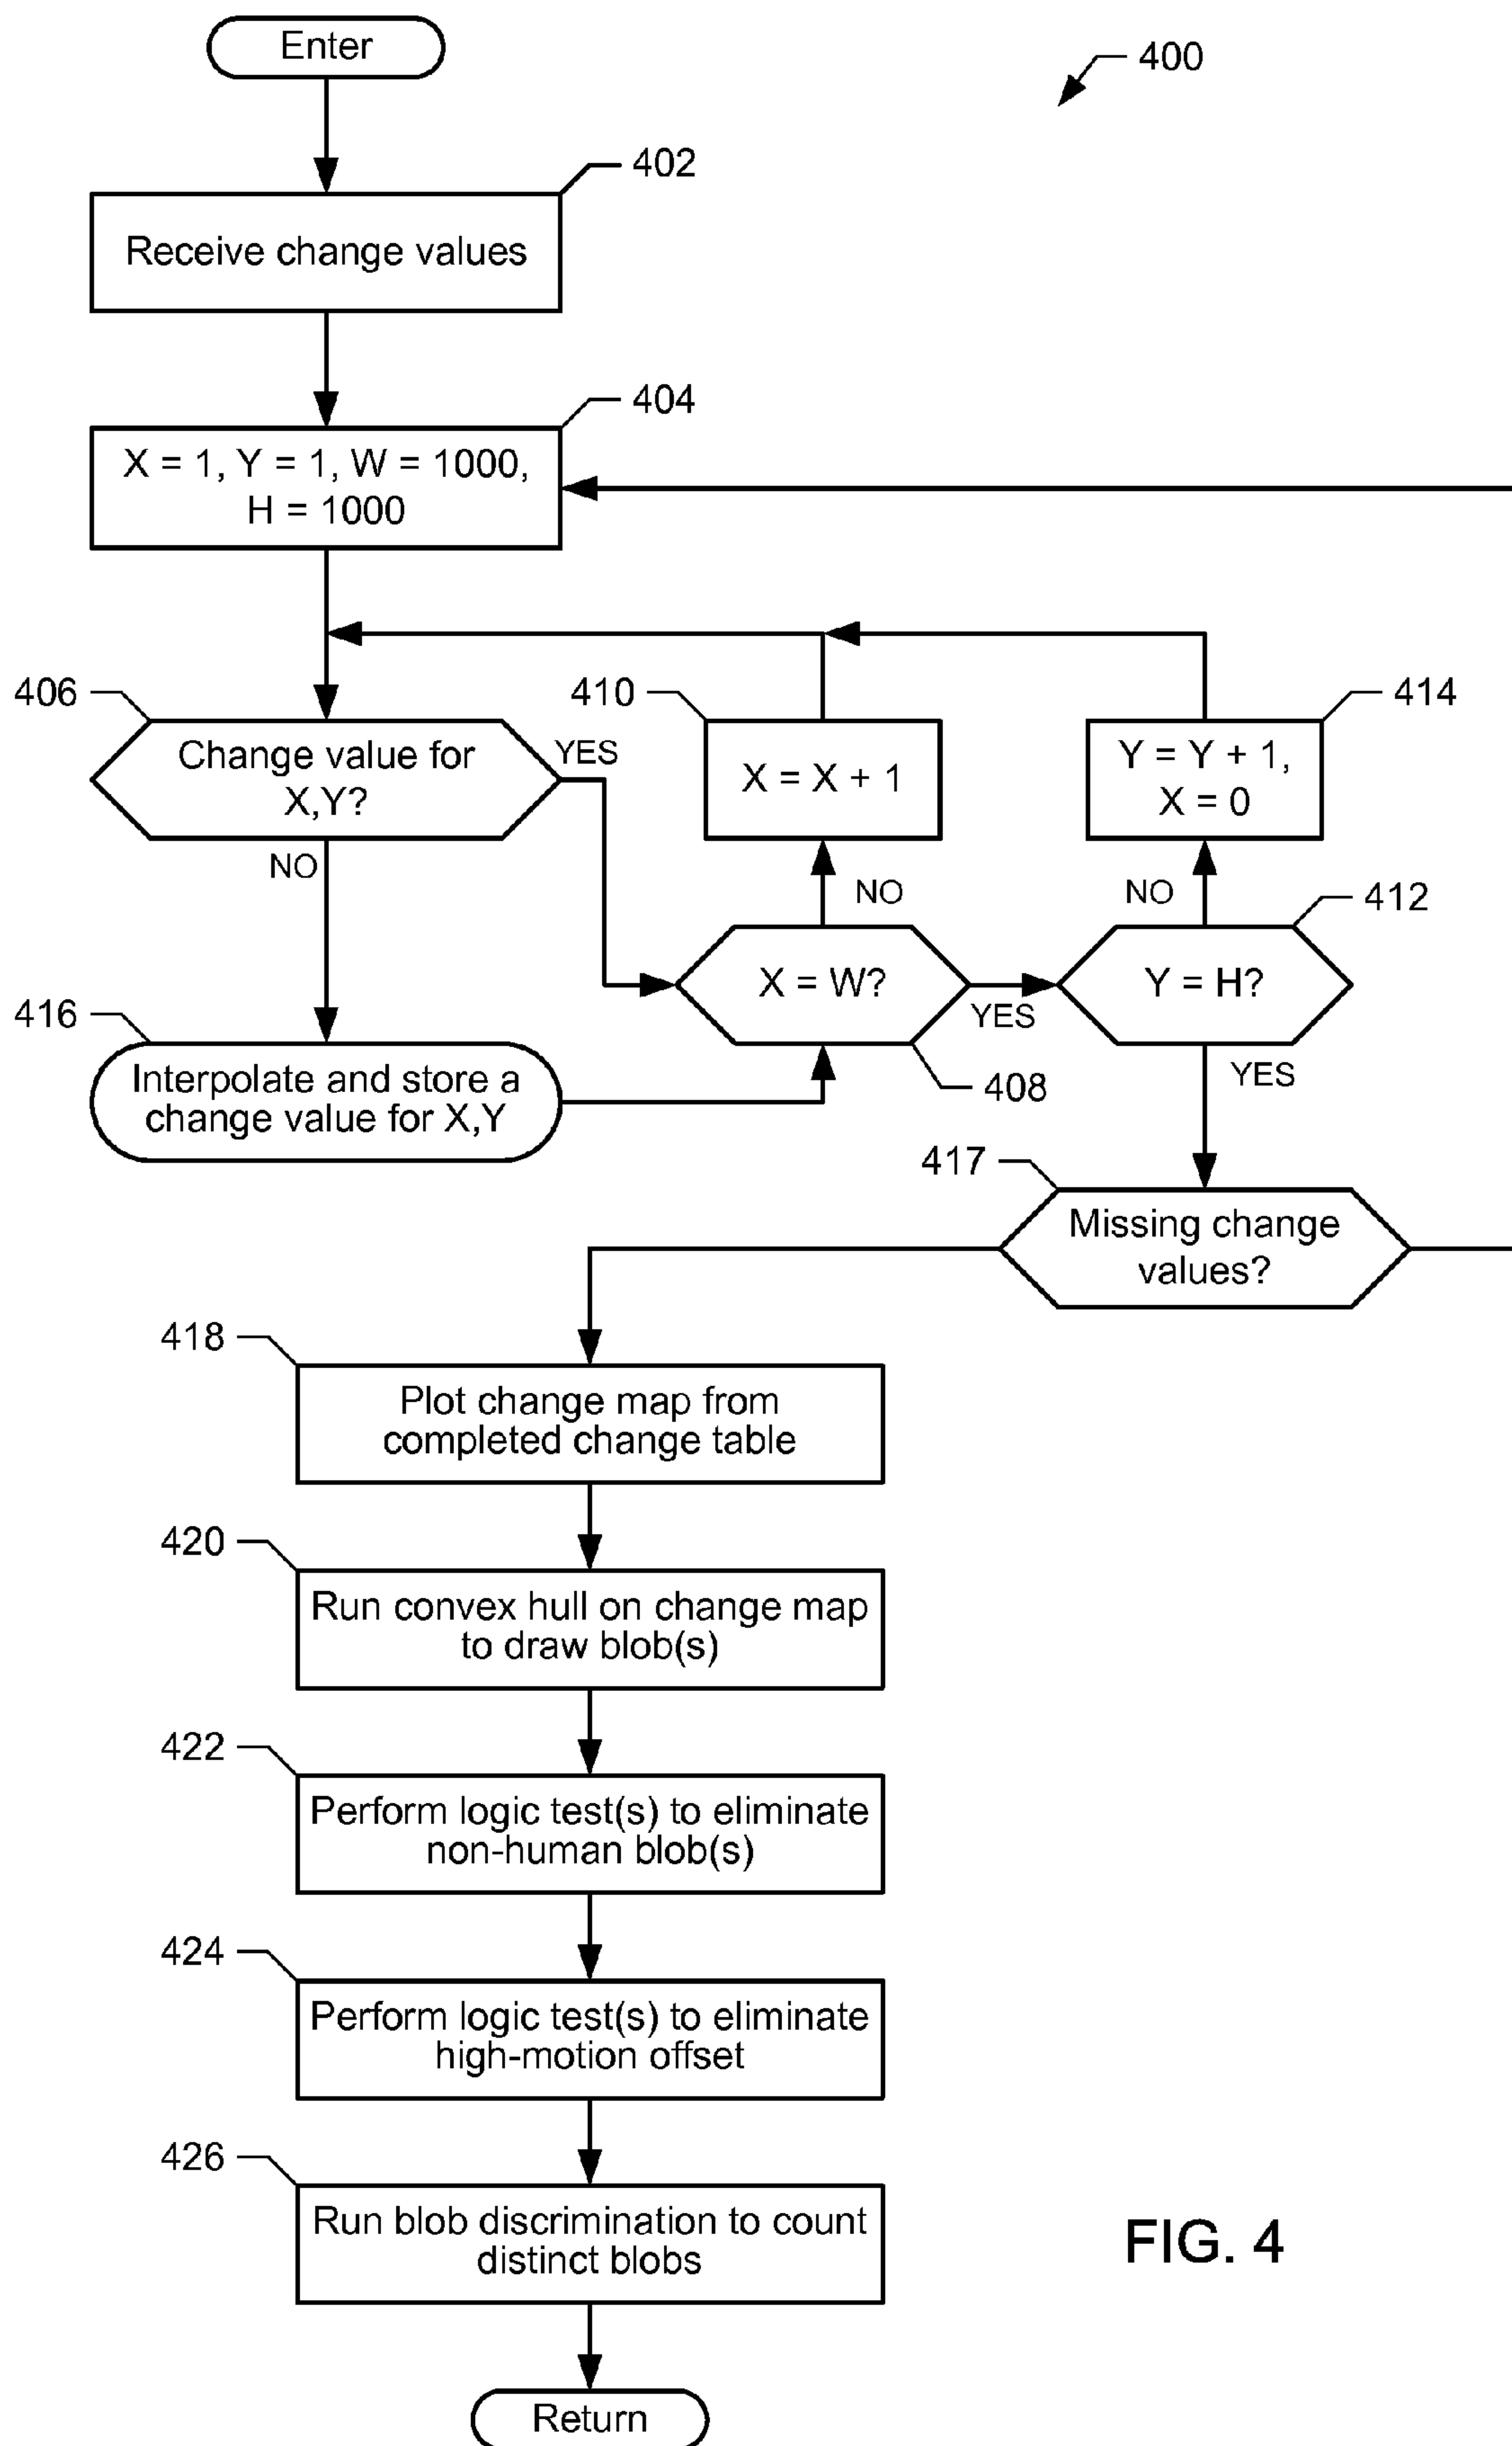 Enter
400
402
Receive change values
404
X = 1, Y = 1, W = 1000,
H = 1000
406
Change value for
X,Y?
YES
NO
410
X = X + 1
414
Y = Y + 1,
X = 0
NO
NO
412
X = W?
YES
Y = H?
408
YES
416
Interpolate and store a
change value for X,Y
417
Missing change
values?
418
Plot change map from
completed change table
420
Run convex hull on change map
to draw blob(s)
422
Perform logic test(s) to eliminate
non-human blob(s)
424
Perform logic test(s) to eliminate
high-motion offset
426
Run blob discrimination to count
distinct blobs
FIG. 4
Return